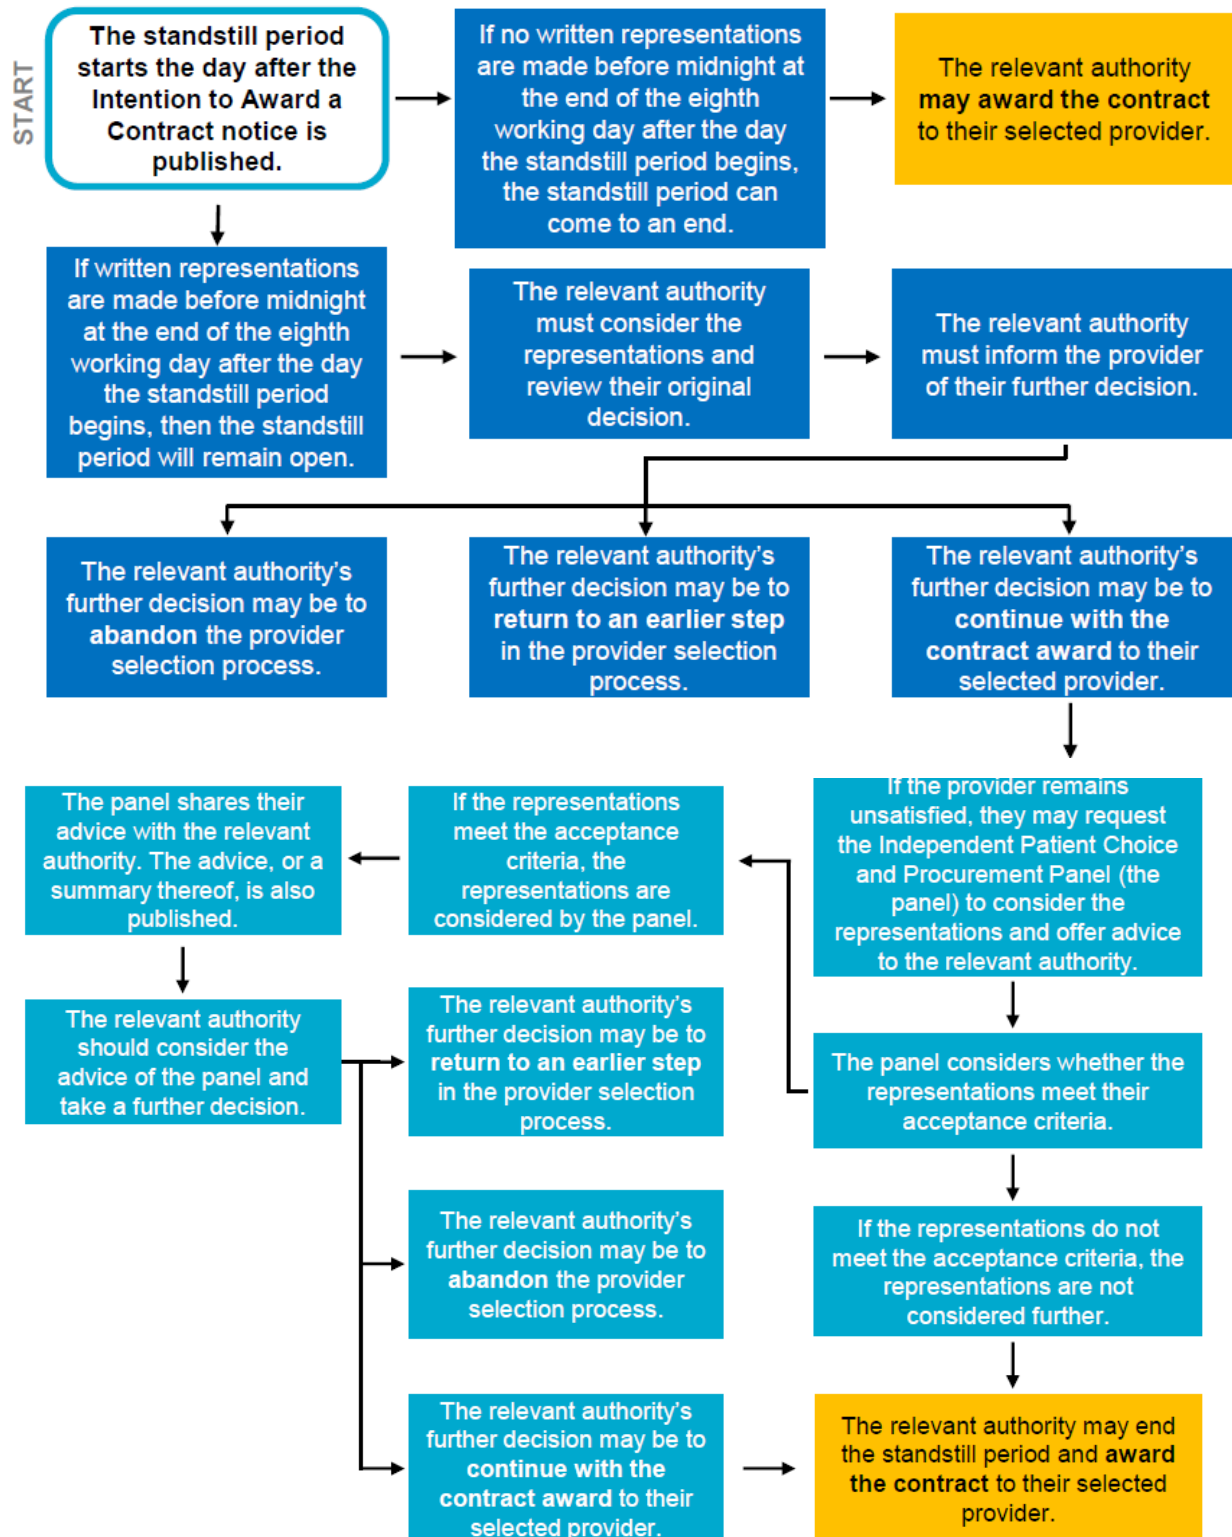 START
The standstill period
starts the day after the
Intention to Award a
Contract notice is
published.
If no written representations
are made before midnight at
the end of the eighth
working day after the day
the standstill period begins,
the standstill period can
come to an end.
The relevant authority
may award the contract
to their selected provider.
If written representations
are made before midnight
at the end of the eighth
working day after the day
the standstill period
begins, then the standstill
period will remain open.
The relevant authority
must consider the
representations and
review their original
decision.
The relevant authority
must inform the provider
of their further decision.
The relevant authority's
further decision may be to
abandon the provider
selection process.
The relevant authority's
further decision may be to
return to an earlier step
in the provider selection
process.
The relevant authority's
further decision may be to
continue with the
contract award to their
selected provider.
If the provider remains
unsatisfied, they may request
the Independent Patient Choice
and Procurement Panel (the
panel) to consider the
representations and offer advice
to the relevant authority.
The panel considers whether the
representations meet their
acceptance criteria.
If the representations
meet the acceptance
criteria, the
representations are
considered by the panel.
The panel shares their
advice with the relevant
authority. The advice, or a
summary thereof, is also
published.
The relevant authority
should consider the
advice of the panel and
take a further decision.
The relevant authority's
further decision may be to
return to an earlier step
in the provider selection
process.
The relevant authority's
further decision may be to
abandon the provider
selection process.
The relevant authority's
further decision may be to
continue with the
contract award to their
selected provider.
If the representations do not
meet the acceptance criteria, the
representations are not
considered further.
The relevant authority may end
the standstill period and award
the contract to their selected
provider.